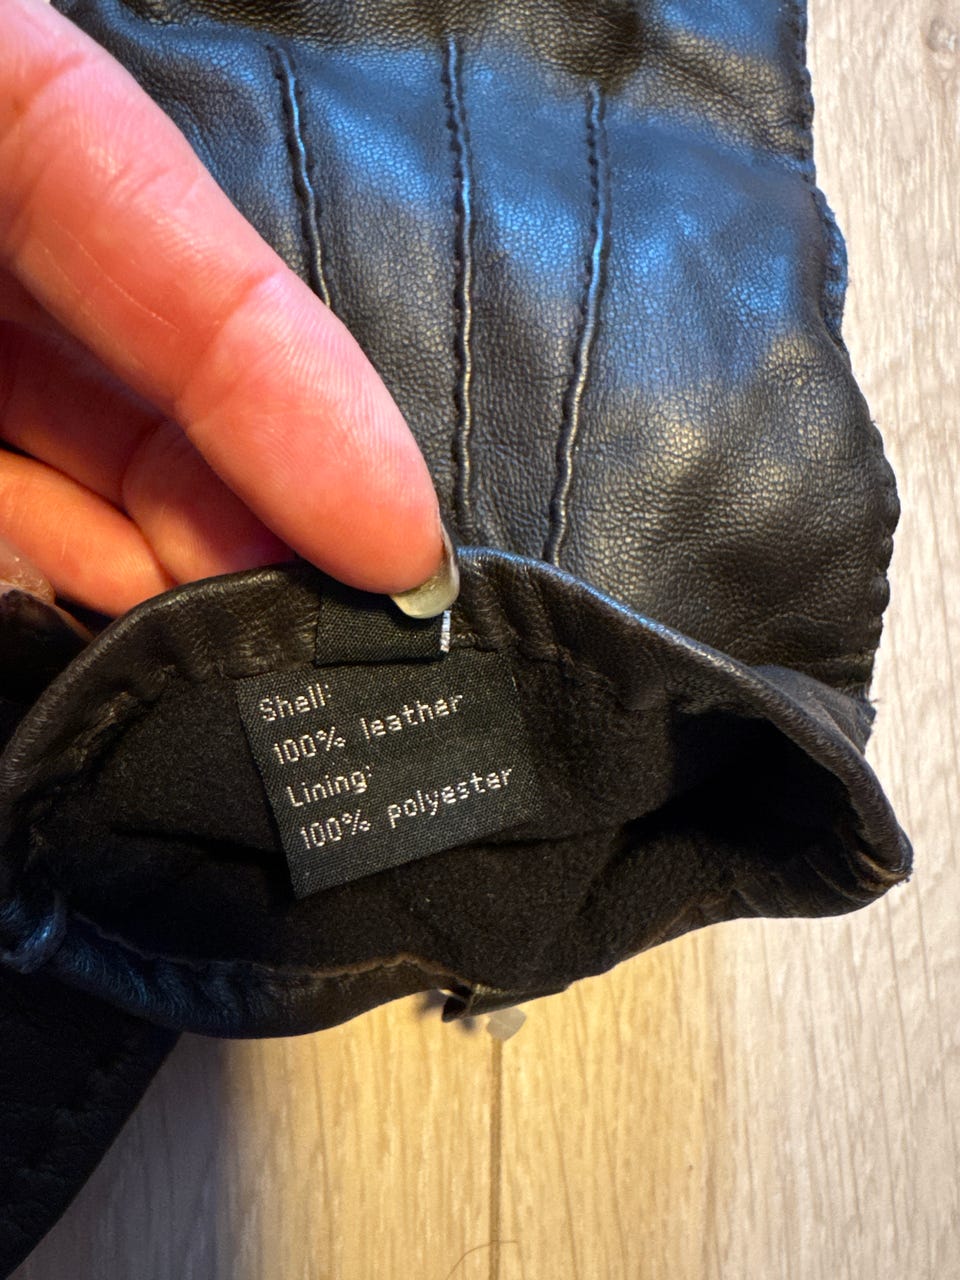 Shell:
100% leather
Lining:
100% polyester